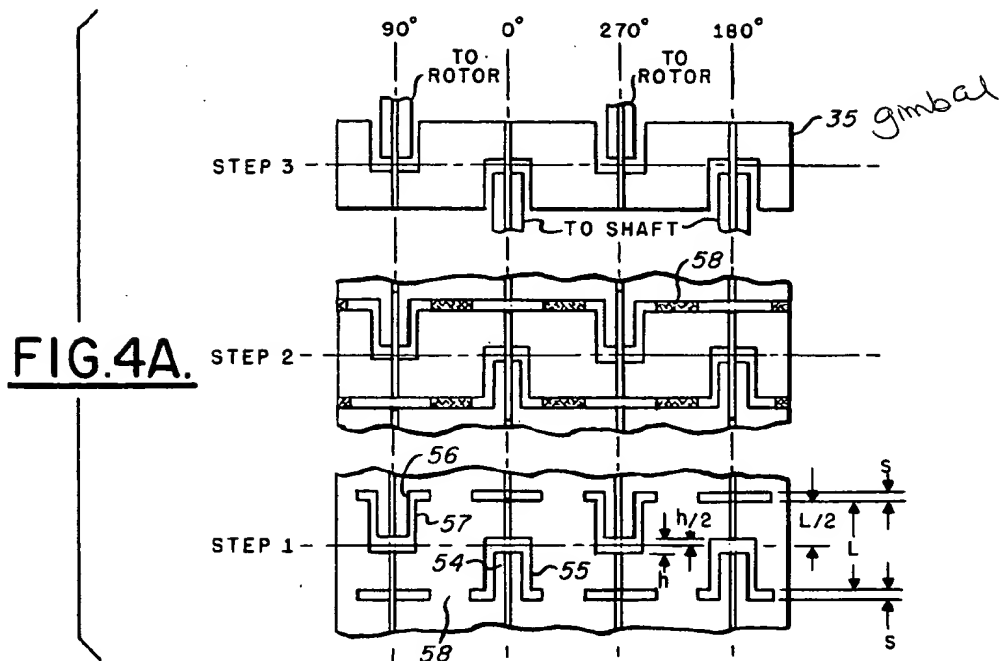 90° 0° 270° 180°
TO ROTOR
TO ROTOR
35 gimbal
STEP 3
TO SHAFT
58
FIG.4A.
STEP 2
56
57
S
h/2
L/2
STEP 1
54
55
h
L
58
S